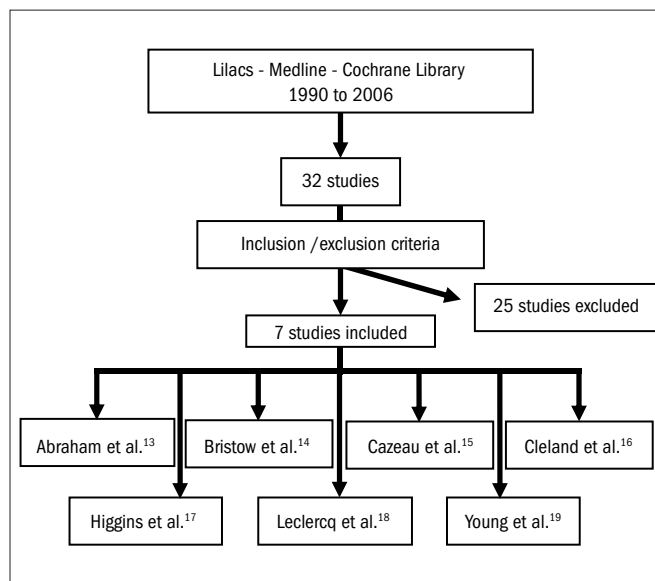 Lilacs - Medline - Cochrane Library
1990 to 2006
32 studies
Inclusion /exclusion criteria
25 studies excluded
7 studies included
Abraham et al.13
Bristow et al.14
Cazeau et al.15
Cleland et al.16
Higgins et al.17
Leclercq et al.18
Young et al.19